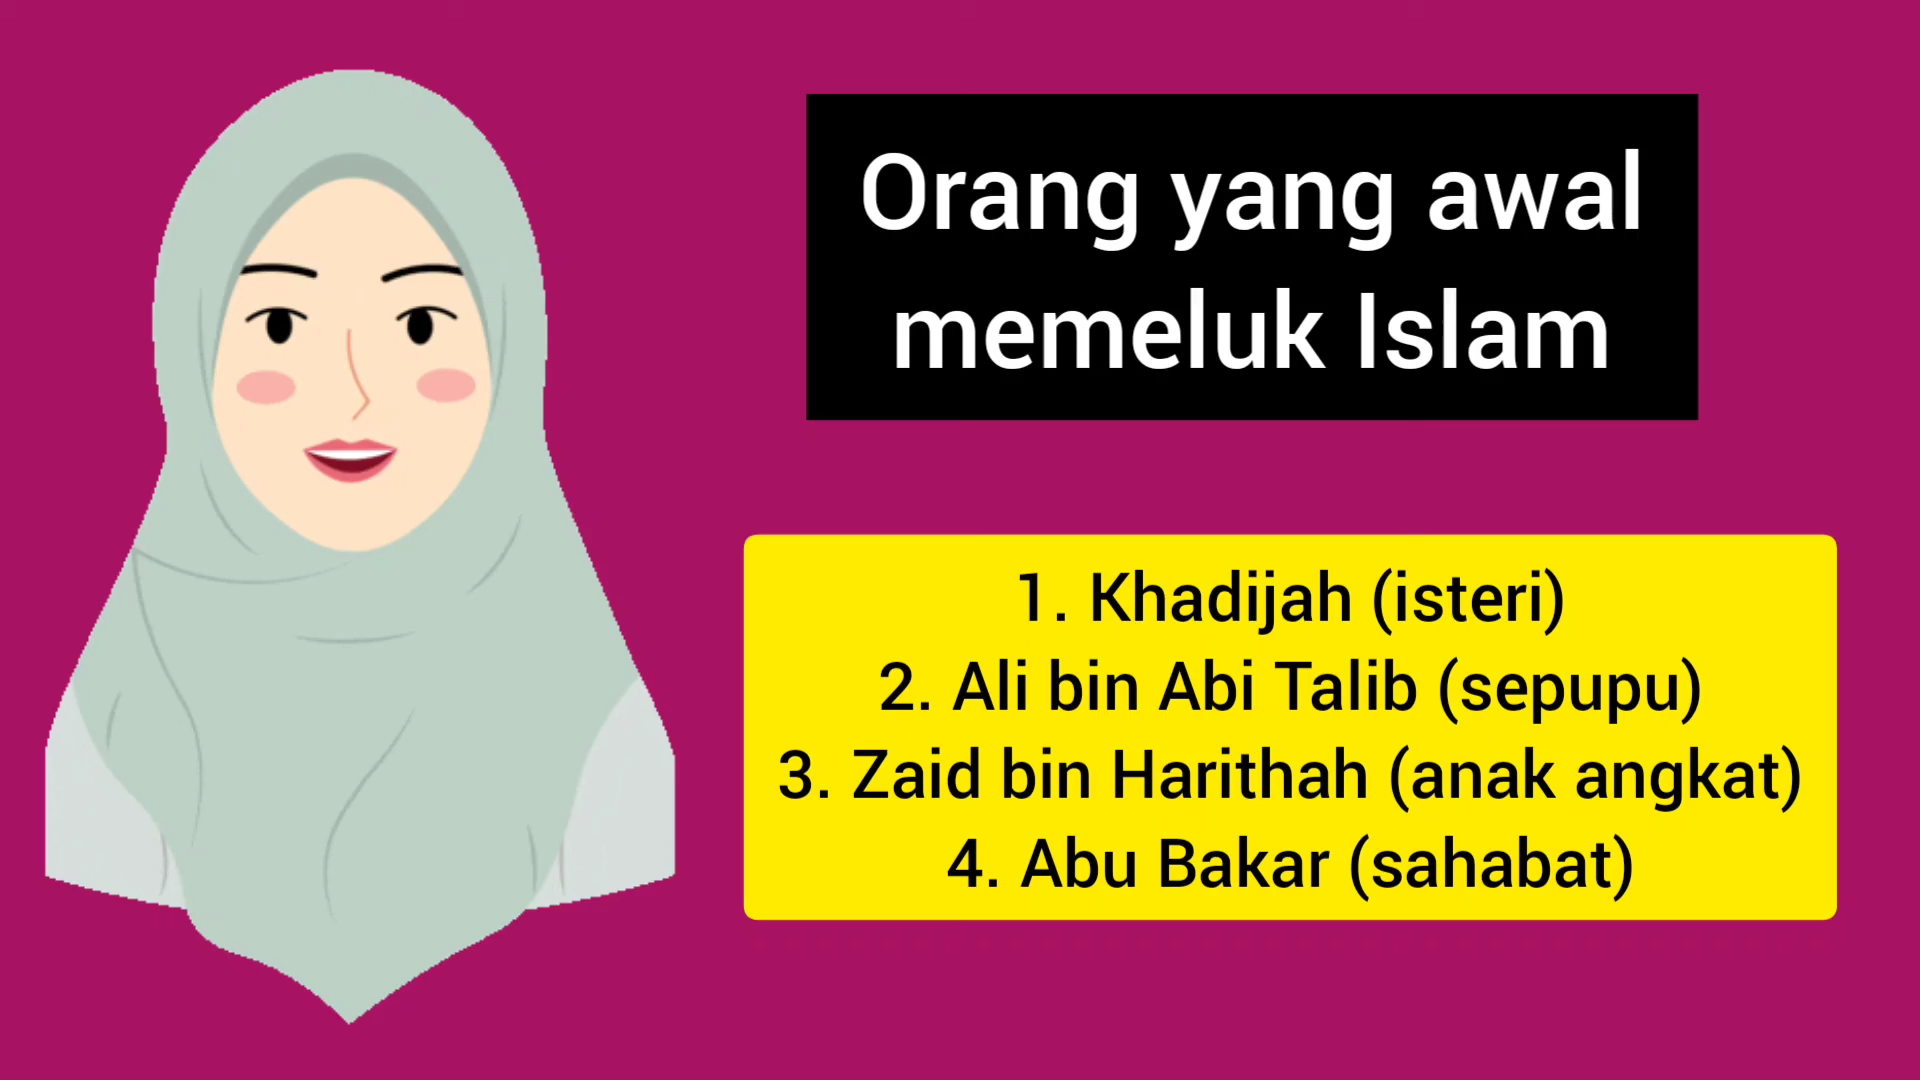 Orang yang awal
memeluk Islam
1. Khadijah (isteri)
2. Ali bin Abi Talib (sepupu)
3. Zaid bin Harithah (anak angkat)
4. Abu Bakar (sahabat)